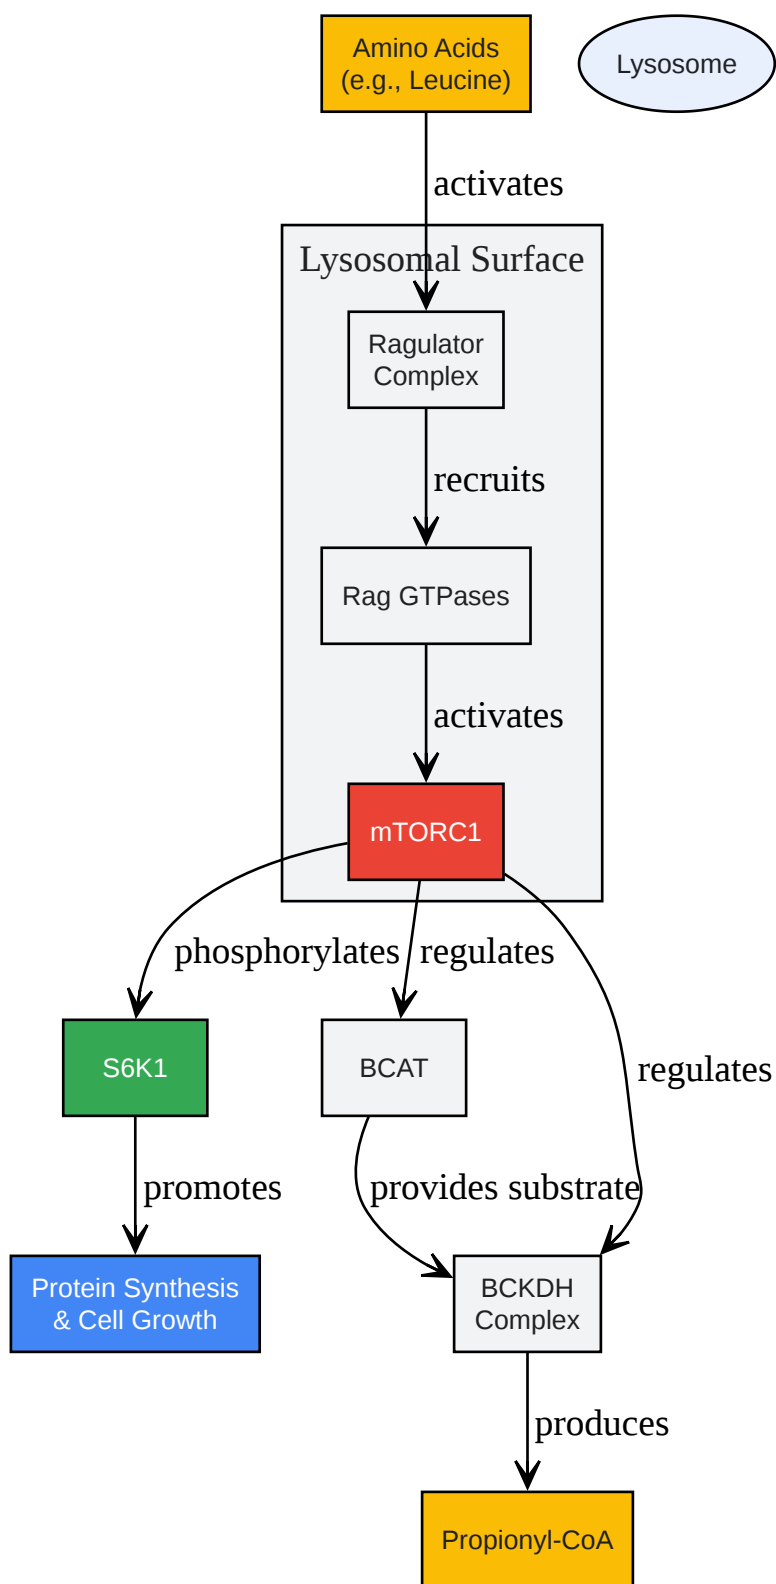 Amino Acids
(e.g., Leucine)
Lysosome
activates
Lysosomal Surface
Ragulator
Complex
recruits
Rag GTPases
activates
mTORC1
phosphorylates
regulates
S6K1
BCAT
regulates
promotes
provides substrate
Protein Synthesis
& Cell Growth
BCKDH
Complex
produces
Propionyl-CoA